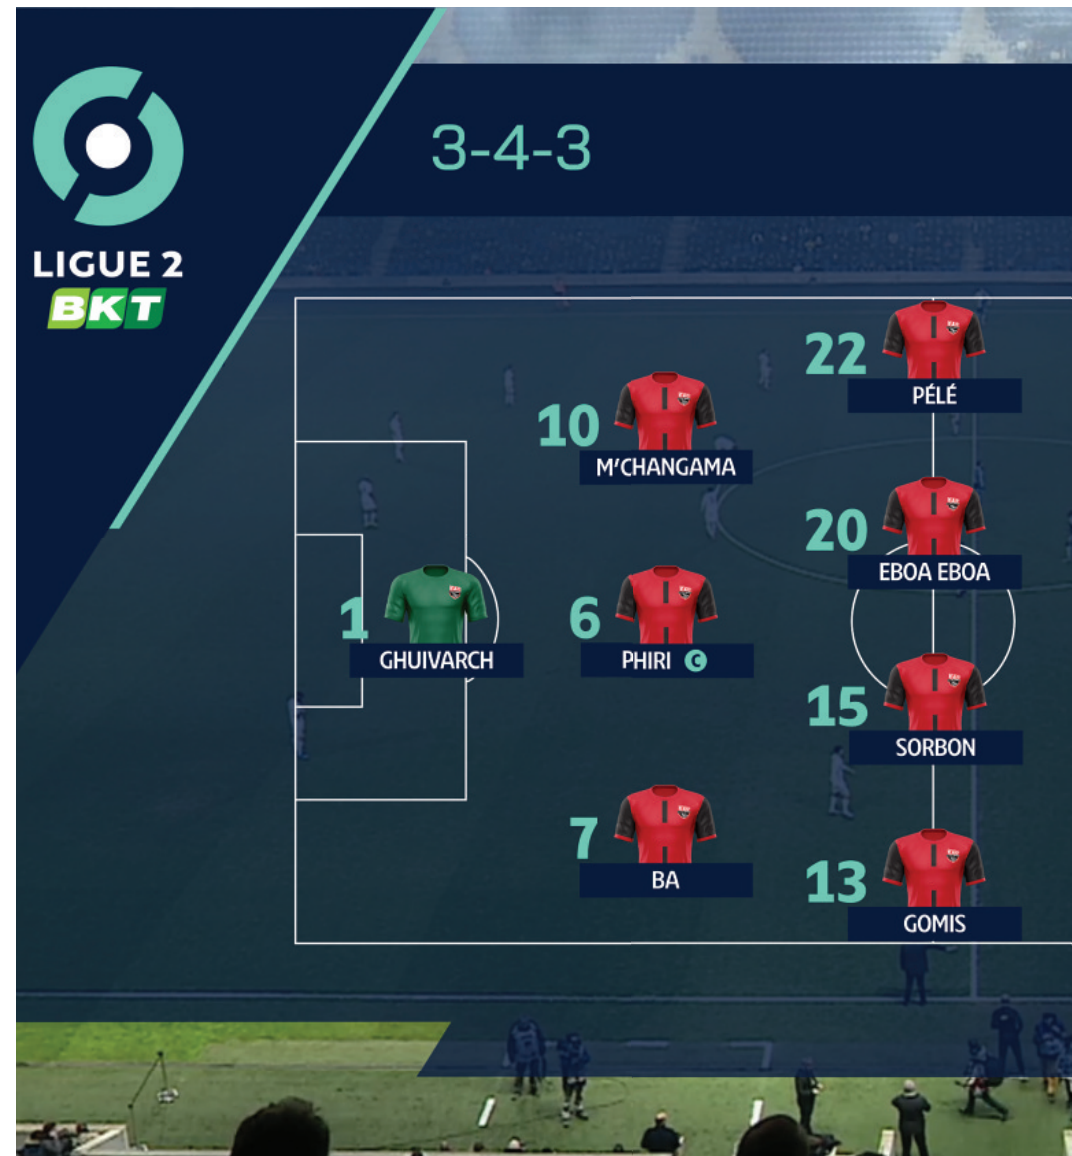 LIGUE 2
BKT
3-4-3
22
PÉLÉ
10
M'CHANGAMA
20
EBOA EBOA
1
GHUIVARCH
6
PHIRI C
15
SORBON
7
BA
13
GOMIS